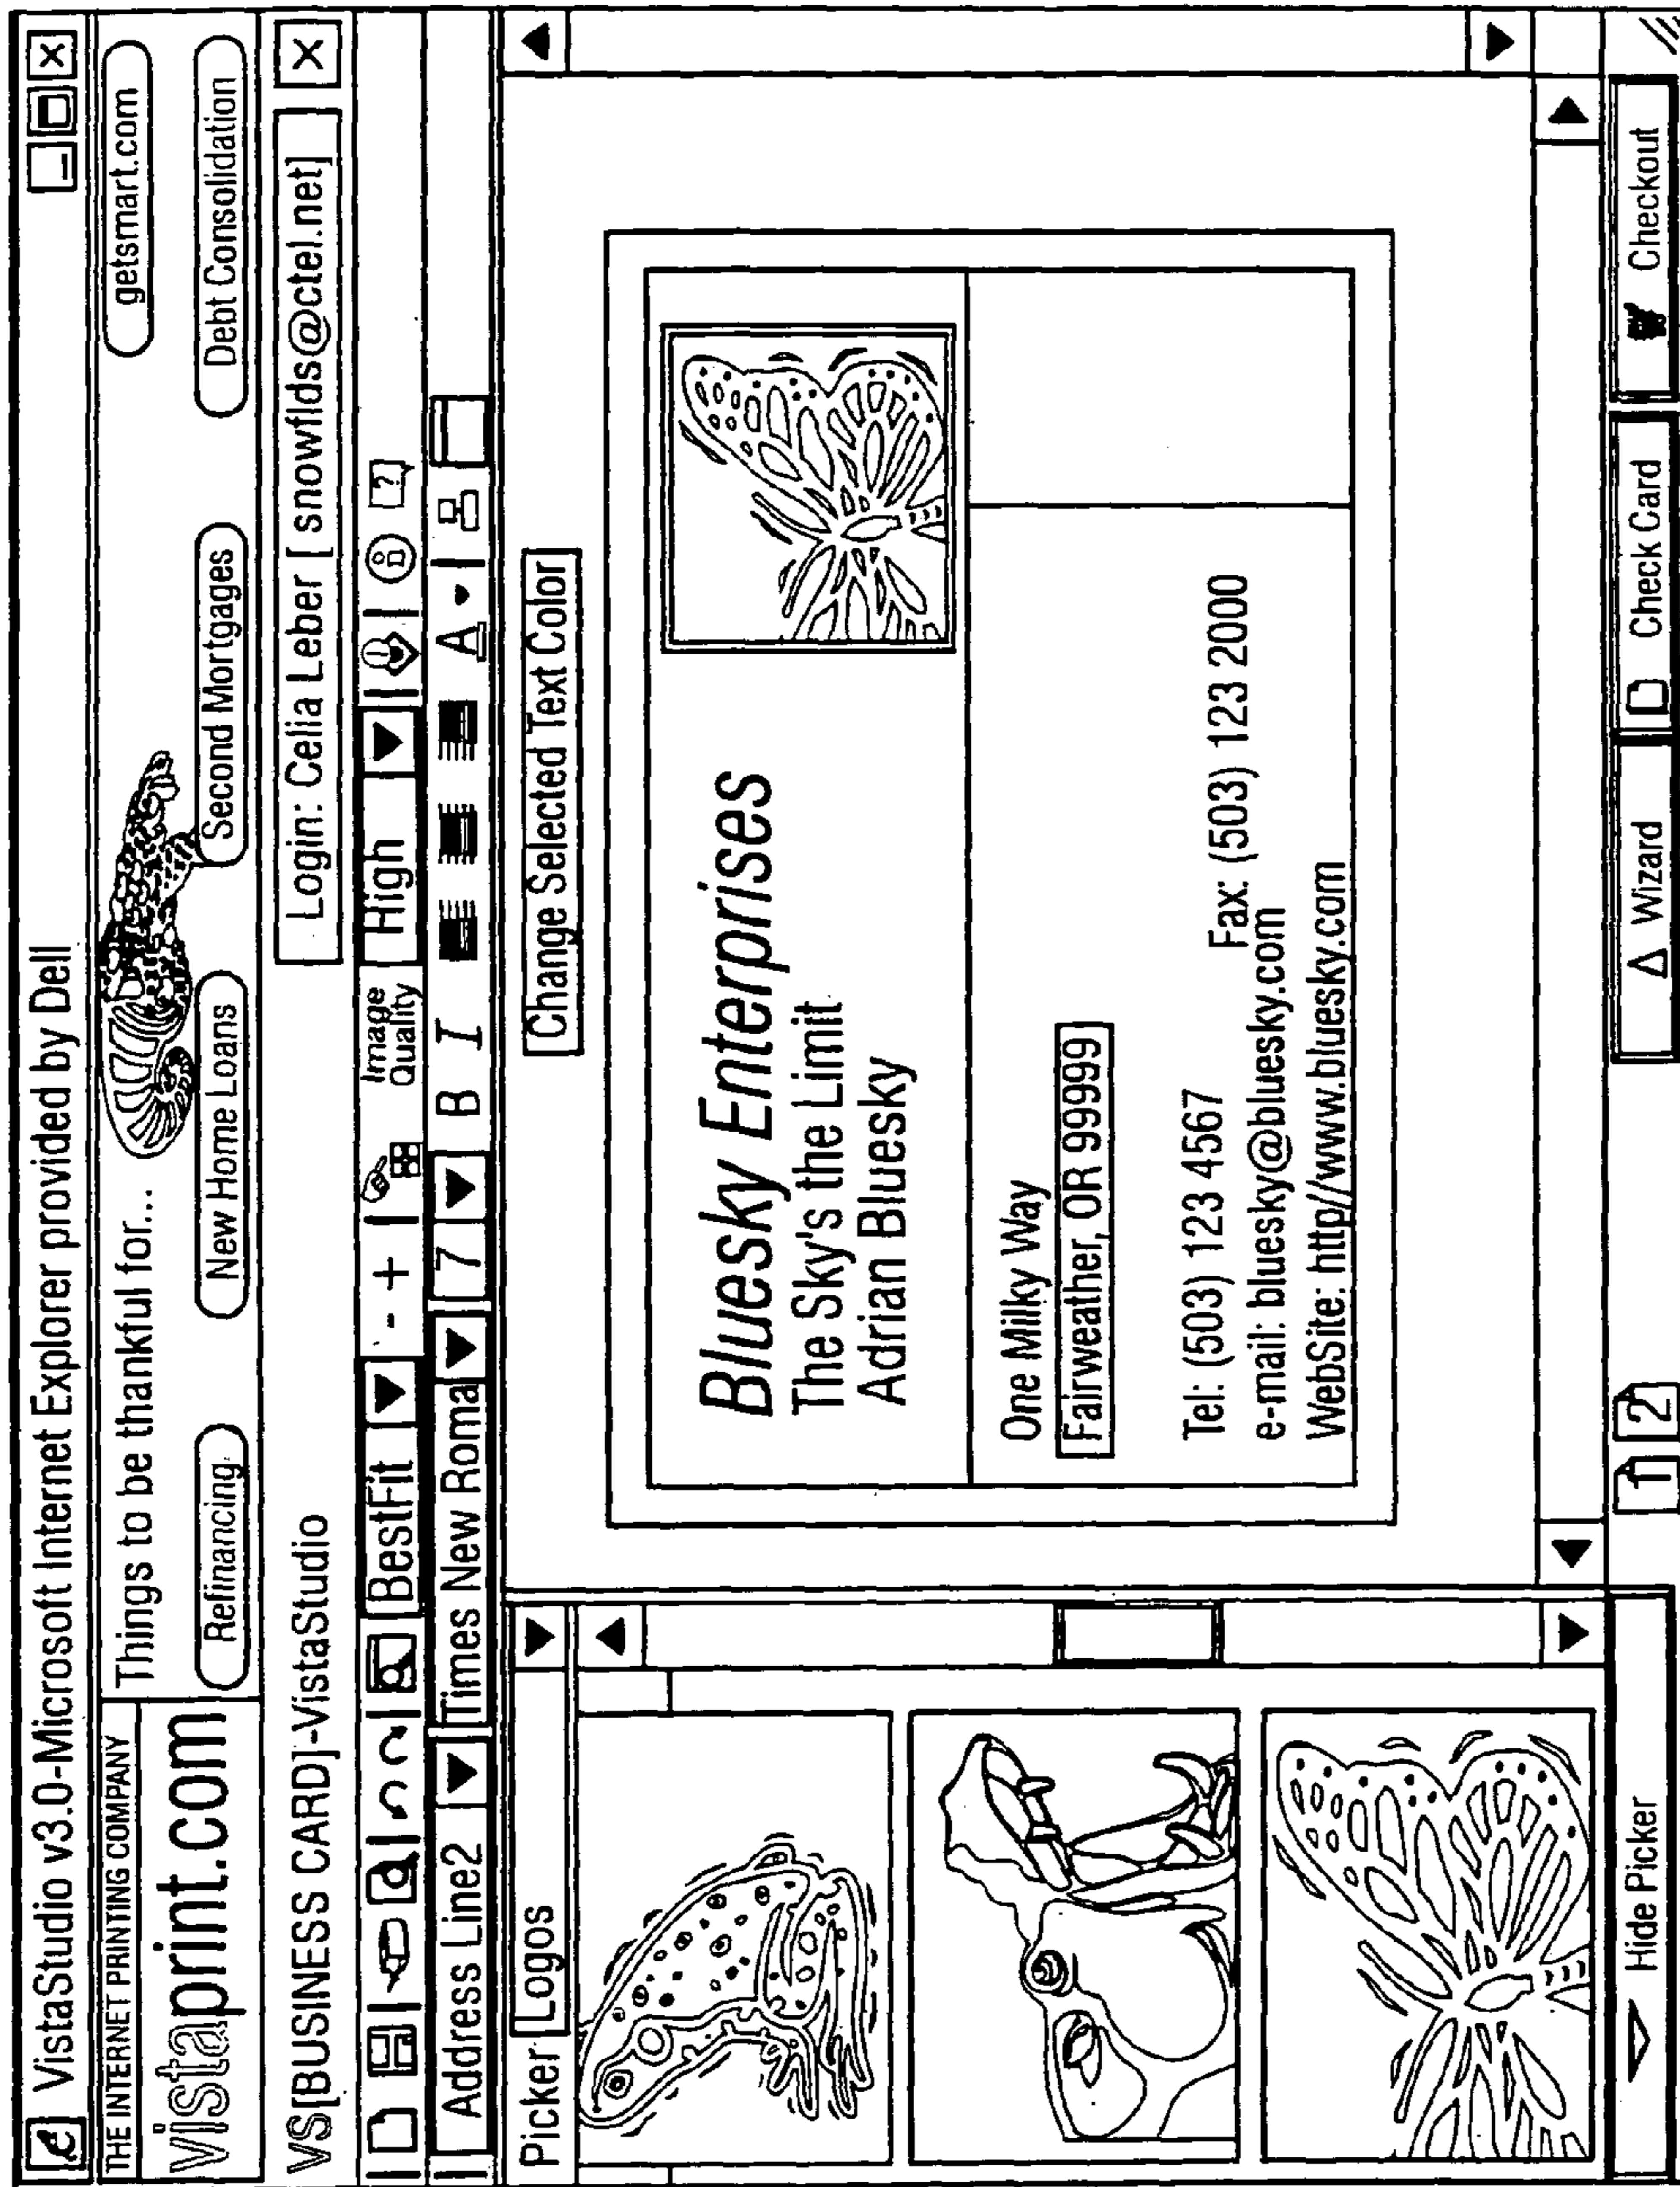 VistaStudio v3.0-Microsoft Internet Explorer provided by Dell
THE INTERNET PRINTING COMPANY
vistaprint.com
Things to be thankful for...
getsmart.com
Refinancing
New Home Loans
Second Mortgages
Debt Consolidation
VS[BUSINESS CARD]-VistaStudio
Login: Celia Leber [ snowflds@ctel.net]
BestFit - + Image Quality High ?
Address Line2 Times New Roma 7 B I A
Picker Logos
Change Selected Text Color
Bluesky Enterprises
The Sky's the Limit
Adrian Bluesky
One Milky Way
Fairweather, OR 99999
Tel: (503) 123 4567 Fax: (503) 123 2000
e-mail: bluesky@bluesky.com
WebSite: http//www.bluesky.com
Hide Picker
1 2
Wizard
Check Card
Checkout